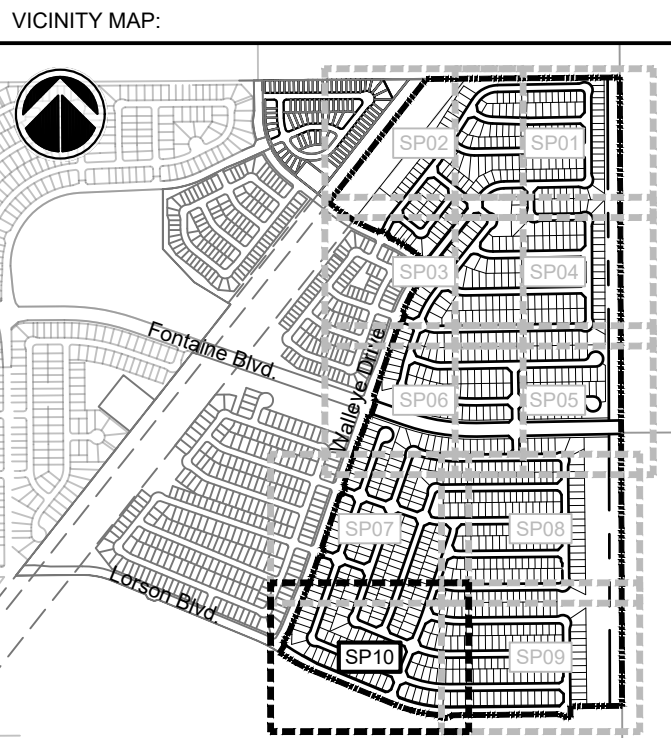 VICINITY MAP:
SP02
SP01
SP03
SP04
Fontaine Blvd.
Walleye Drive
SP06
SP05
SP07
SP08
Lorson Blvd.
SP10
SP09